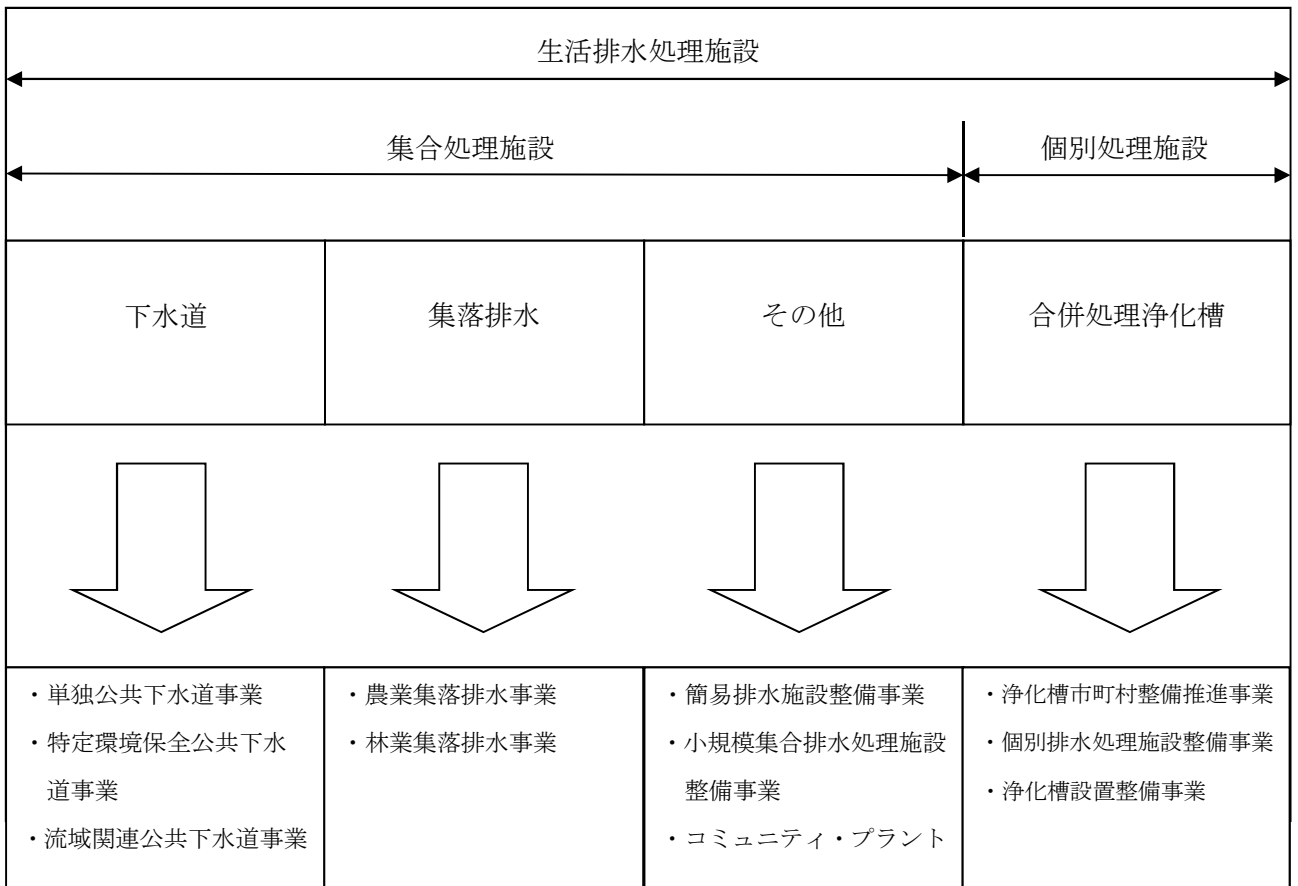 生活排水処理施設
集合処理施設
個別処理施設
下水道
集落排水
その他
合併処理浄化槽
・単独公共下水道事業
・特定環境保全公共下水
道事業
・流域関連公共下水道事業
・農業集落排水事業
・林業集落排水事業
・簡易排水施設整備事業
・小規模集合排水処理施設
整備事業
・コミュニティ・プラント
・浄化槽市町村整備推進事業
・個別排水処理施設整備事業
・浄化槽設置整備事業